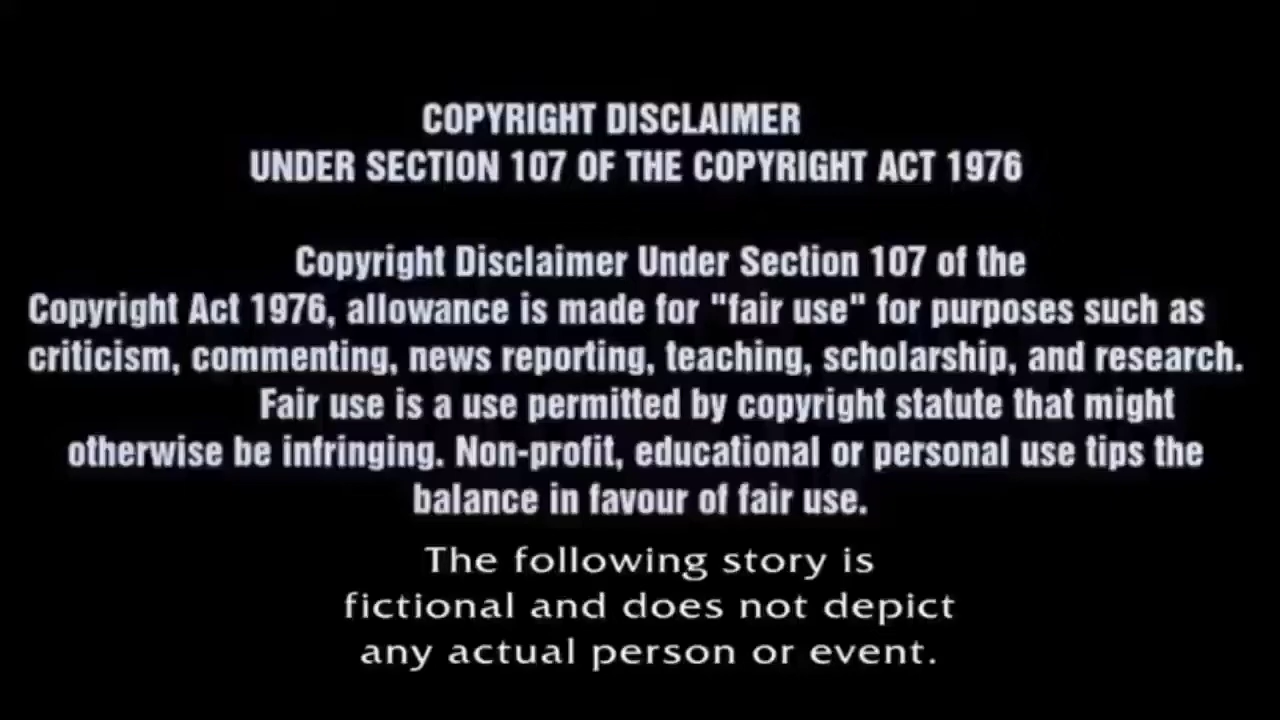 COPYRIGHT DISCLAIMER
UNDER SECTION 107 OF THE COPYRIGHT ACT 1976
Copyright Disclaimer Under Section 107 of the
Copyright Act 1976, allowance is made for "fair use" for purposes such as
criticism, commenting, news reporting, teaching, scholarship, and research.
Fair use is a use permitted by copyright statute that might
otherwise be infringing. Non-profit, educational or personal use tips the
balance in favour of fair use.
The following story is
fictional and does not depict
any actual person or event.